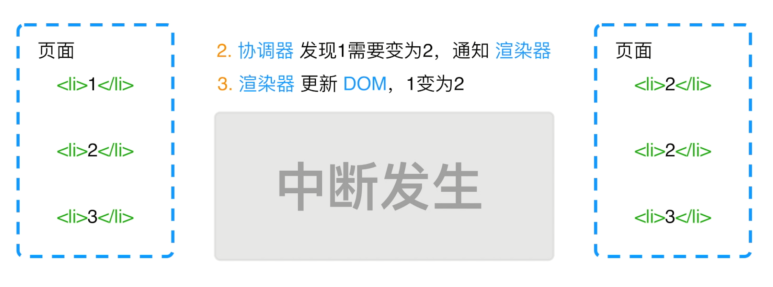 页面
<li>1</li>
<li>2</li>
<li>3</li>
2. 协调器 发现1需要变为2，通知 渲染器
3. 渲染器 更新 DOM，1变为2
中断发生
页面
<li>2</li>
<li>2</li>
<li>3</li>